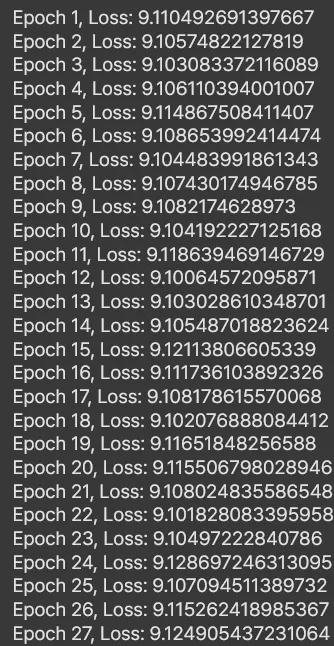 Epoch 1, Loss: 9.110492691397667
Epoch 2, Loss: 9.10574822127819
Epoch 3, Loss: 9.103083372116089
Epoch 4, Loss: 9.106110394001007
Epoch 5, Loss: 9.114867508411407
Epoch 6, Loss: 9.108653992414474
Epoch 7, Loss: 9.104483991861343
Epoch 8, Loss: 9.107430174946785
Epoch 9, Loss: 9.1082174628973
Epoch 10, Loss: 9.104192227125168
Epoch 11, Loss: 9.118639469146729
Epoch 12, Loss: 9.10064572095871
Epoch 13, Loss: 9.103028610348701
Epoch 14, Loss: 9.105487018823624
Epoch 15, Loss: 9.12113806605339
Epoch 16, Loss: 9.111736103892326
Epoch 17, Loss: 9.108178615570068
Epoch 18, Loss: 9.102076888084412
Epoch 19, Loss: 9.11651848256588
Epoch 20, Loss: 9.115506798028946
Epoch 21, Loss: 9.108024835586548
Epoch 22, Loss: 9.101828083395958
Epoch 23, Loss: 9.10497222840786
Epoch 24, Loss: 9.128697246313095
Epoch 25, Loss: 9.107094511389732
Epoch 26, Loss: 9.115262418985367
Epoch 27, Loss: 9.124905437231064